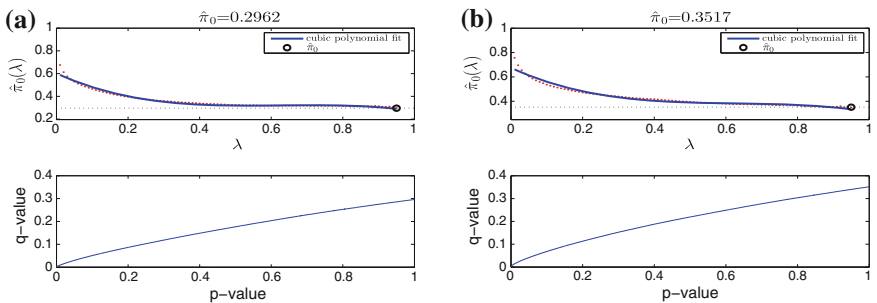 (a)
π̂₀=0.2962
1
0.8
0.6
0.4
0.2
π̂₀(λ)
cubic polynomial fit
π̂₀
0 0.2 0.4 0.6 0.8 1
λ
0.4
0.3
0.2
0.1
0
q−value
0 0.2 0.4 0.6 0.8 1
p−value
(b)
π̂₀=0.3517
1
0.8
0.6
0.4
π̂₀(λ)
cubic polynomial fit
π̂₀
0 0.2 0.4 0.6 0.8 1
λ
0.4
0.3
0.2
0.1
0
q−value
0 0.2 0.4 0.6 0.8 1
p−value